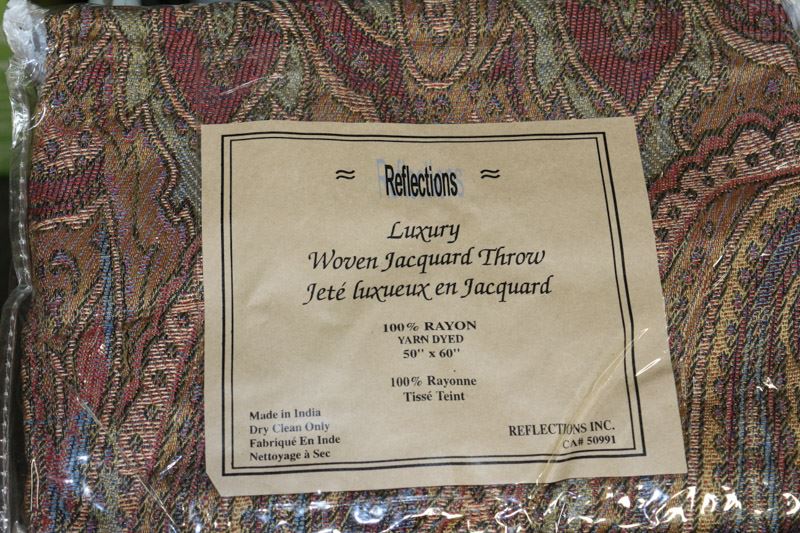 ≈ Reflections ≈
Luxury
Woven Jacquard Throw
Jeté luxueux en Jacquard
100% RAYON
YARN DYED
50" x 60"
100% Rayonne
Tissé Teint
Made in India
Dry Clean Only
Fabriqué En Inde
Nettoyage à Sec
REFLECTIONS INC.
CA# 50991